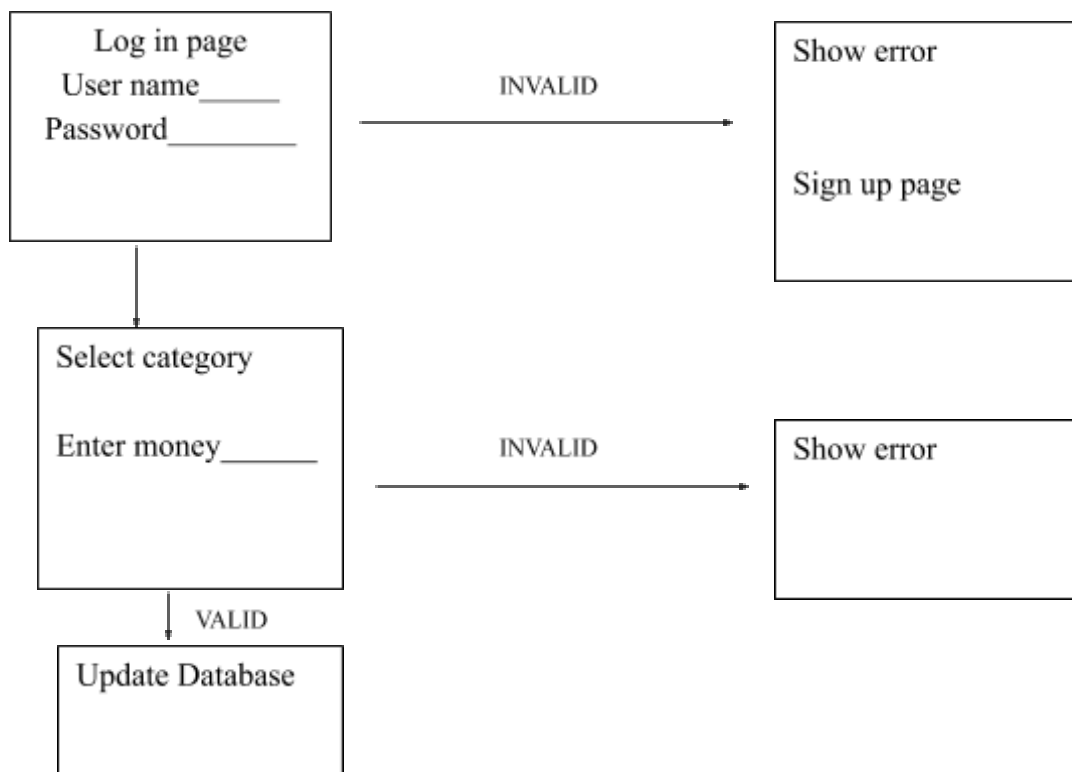 Log in page
User name_____
Password________
INVALID
Show error
Sign up page
Select category
Enter money______
INVALID
Show error
VALID
Update Database